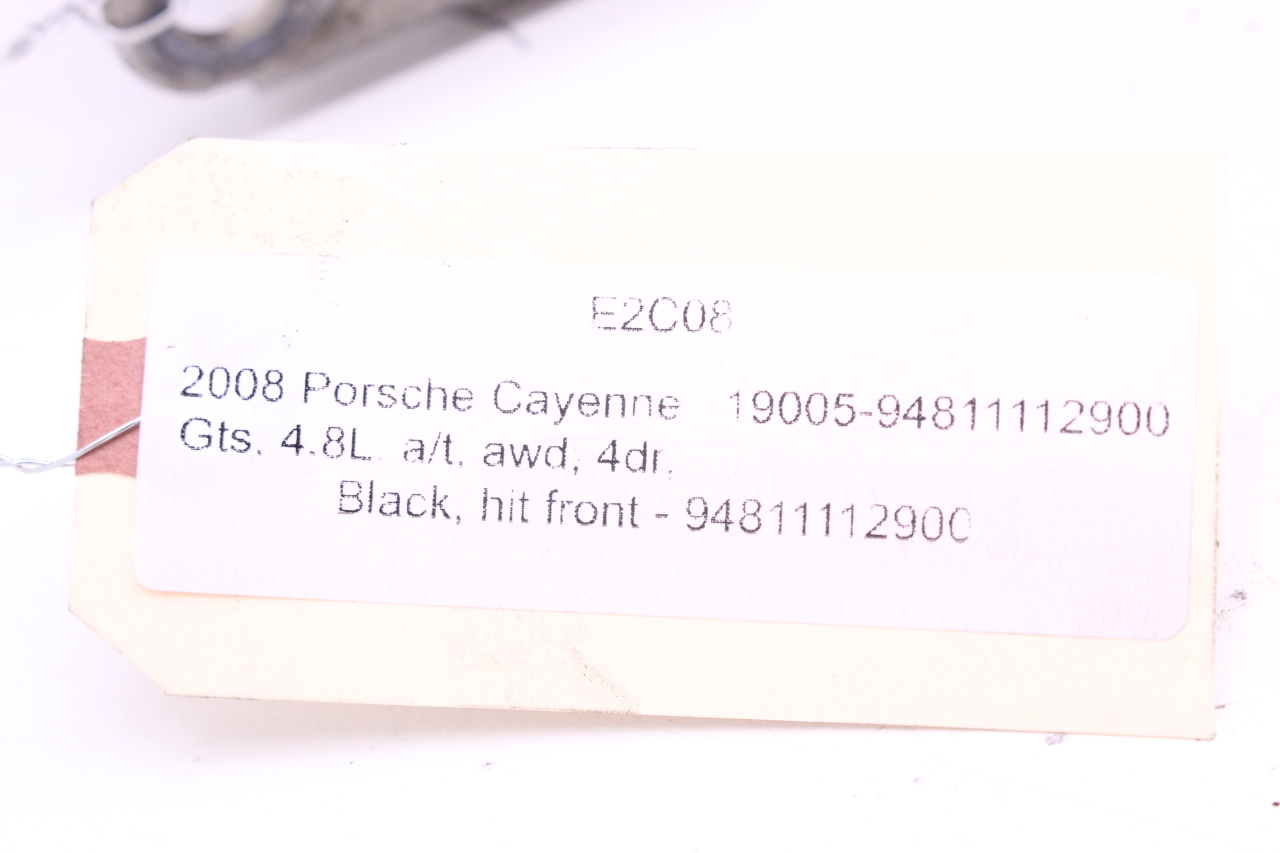 E2C08
2008 Porsche Cayenne 19005-94811112900
Gts. 4.8L a/t. awd, 4dr.
Black, hit front - 94811112900